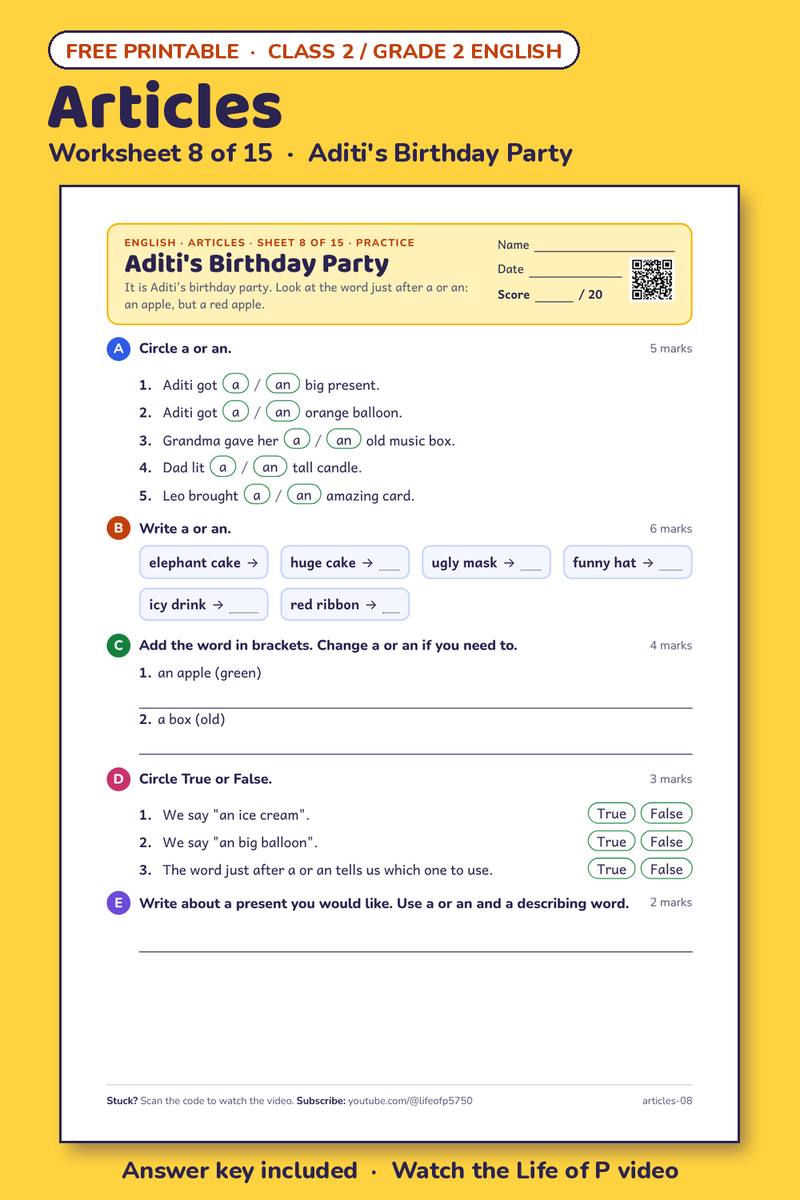 FREE PRINTABLE · CLASS 2 / GRADE 2 ENGLISH
Articles
Worksheet 8 of 15 · Aditi's Birthday Party
ENGLISH · ARTICLES · SHEET 8 OF 15 · PRACTICE
Aditi's Birthday Party
It is Aditi's birthday party. Look at the word just after a or an:
an apple, but a red apple.
Name
Date
Score / 20
A Circle a or an. 5 marks
1. Aditi got a / an big present.
2. Aditi got a / an orange balloon.
3. Grandma gave her a / an old music box.
4. Dad lit a / an tall candle.
5. Leo brought a / an amazing card.
B Write a or an. 6 marks
elephant cake → huge cake → ugly mask → funny hat →
icy drink → red ribbon →
C Add the word in brackets. Change a or an if you need to. 4 marks
1. an apple (green)
2. a box (old)
D Circle True or False. 3 marks
1. We say "an ice cream". True False
2. We say "an big balloon". True False
3. The word just after a or an tells us which one to use. True False
E Write about a present you would like. Use a or an and a describing word. 2 marks
Stuck? Scan the code to watch the video. Subscribe: youtube.com/@lifeofp5750 articles-08
Answer key included · Watch the Life of P video